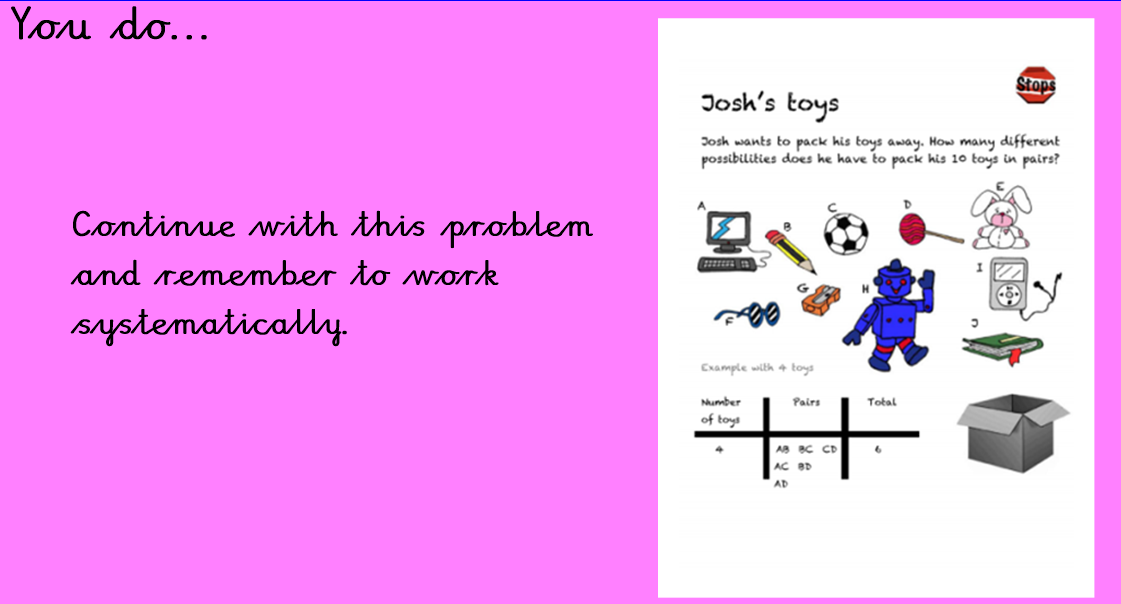 You do...
Continue with this problem
and remember to work
systematically.
Stops
Josh's toys
Josh wants to pack his toys away. How many different
possibilities does he have to pack his 10 toys in pairs?
A
B
C
D
E
F
G
H
I
J
Example with 4 toys
Number Pairs Total
of toys
4 AB BC CD 6
AC BD
AD